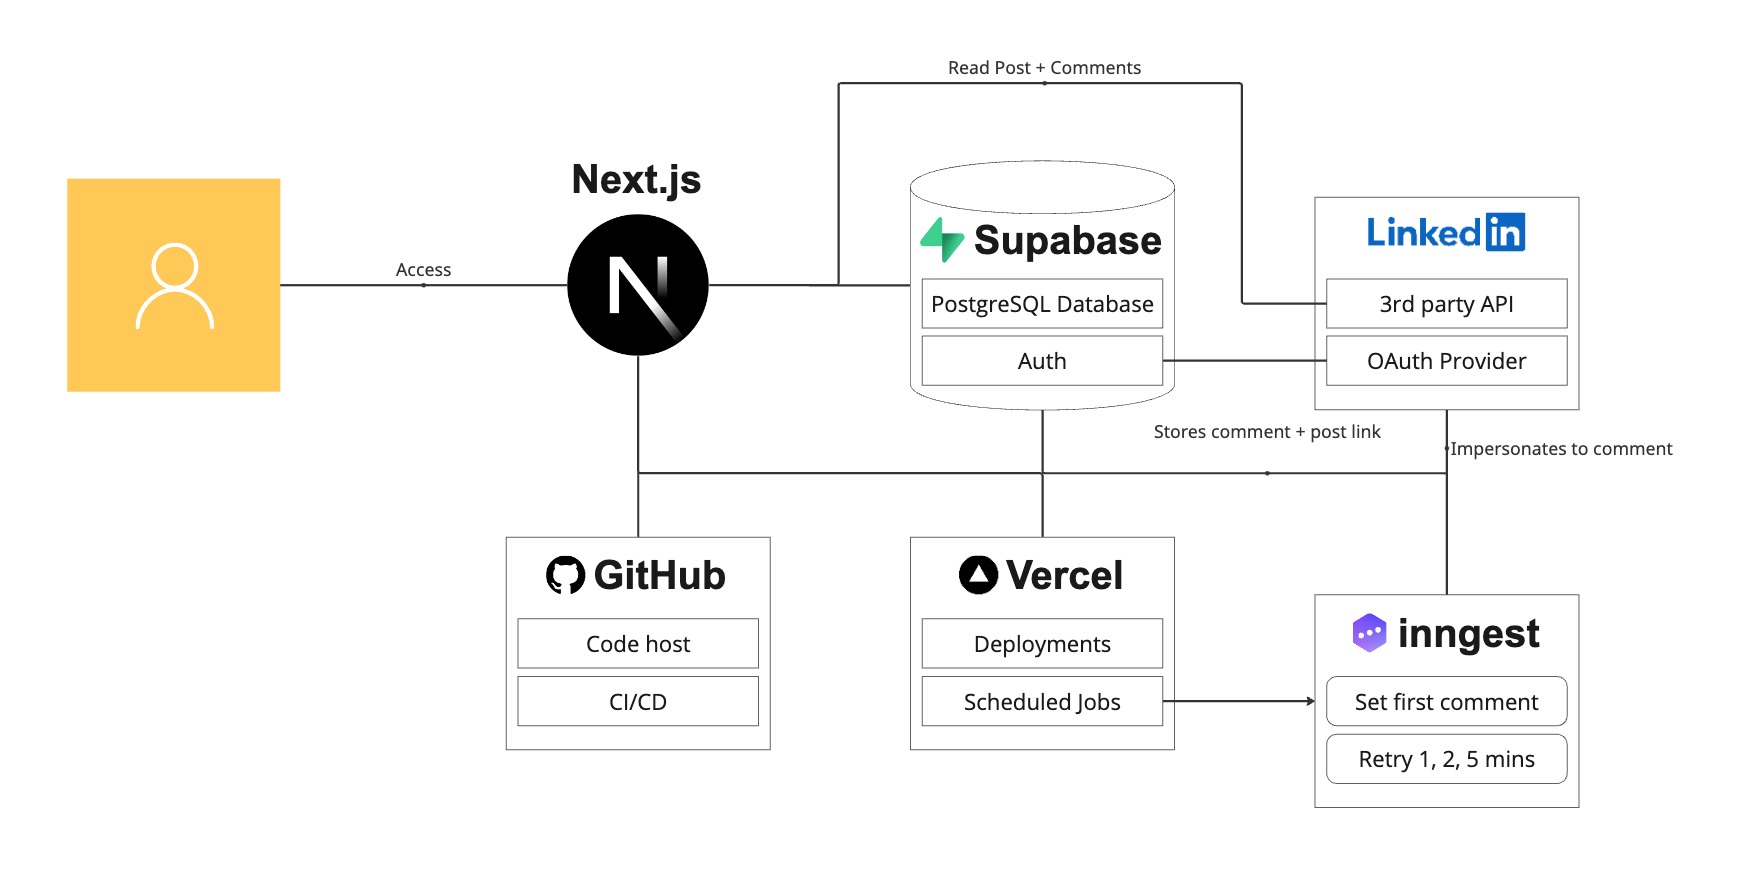 Read Post + Comments
Next.js
Access
Supabase
PostgreSQL Database
Auth
Linkedin
3rd party API
OAuth Provider
Stores comment + post link
Impersonates to comment
GitHub
Code host
CI/CD
Vercel
Deployments
Scheduled Jobs
inngest
Set first comment
Retry 1, 2, 5 mins